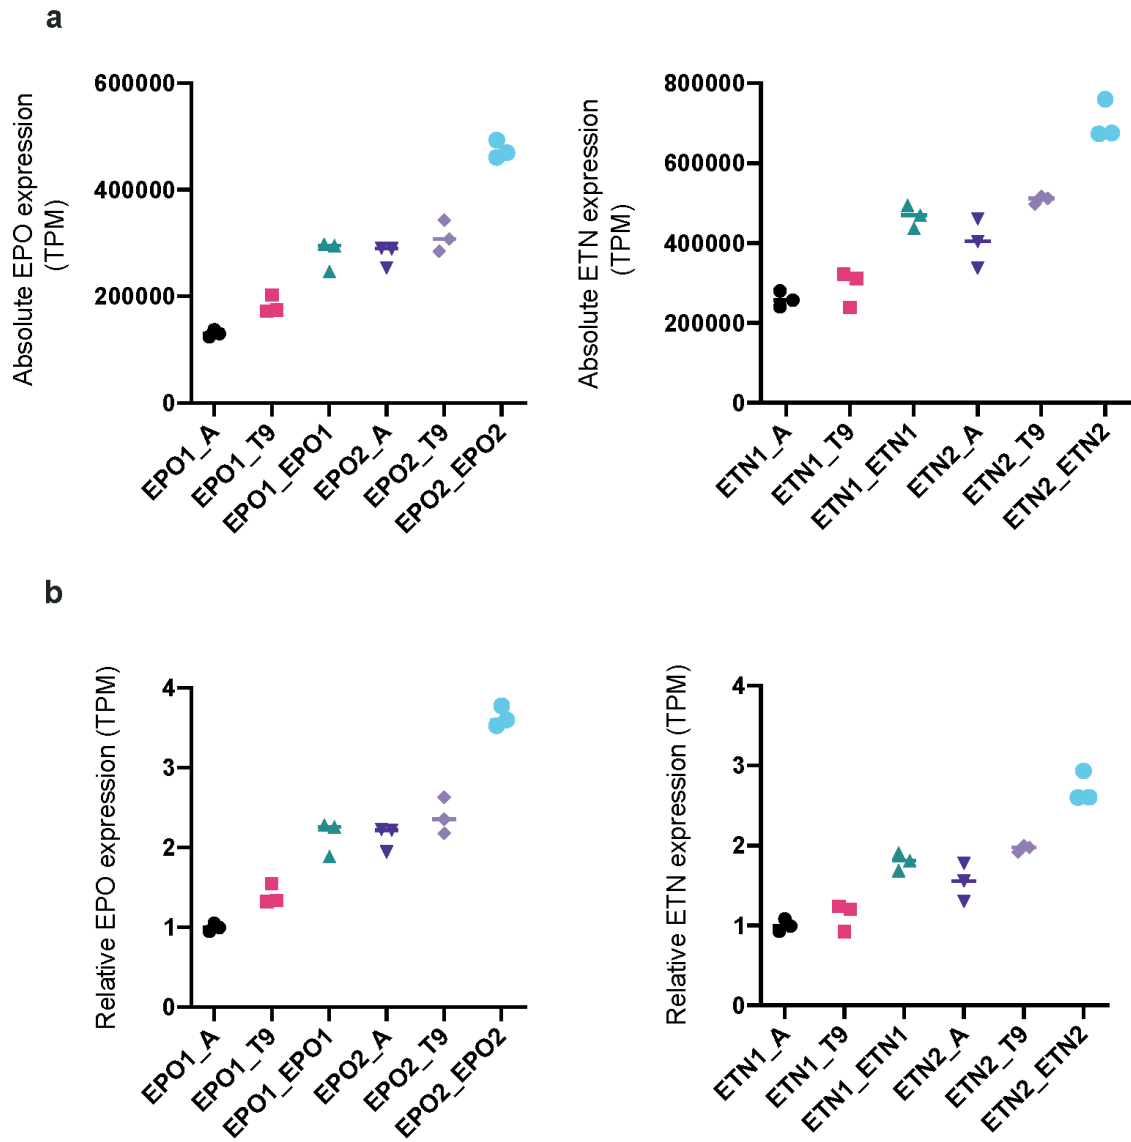 a
Absolute EPO expression
(TPM)
600000
400000
200000
0
EPO1_A
EPO1_T9
EPO1_EPO1
EPO2_A
EPO2_T9
EPO2_EPO2
Absolute ETN expression
(TPM)
800000
600000
400000
200000
0
ETN1_A
ETN1_T9
ETN1_ETN1
ETN2_A
ETN2_T9
ETN2_ETN2
b
Relative EPO expression (TPM)
4
3
2
1
0
EPO1_A
EPO1_T9
EPO1_EPO1
EPO2_A
EPO2_T9
EPO2_EPO2
Relative ETN expression (TPM)
4
3
2
1
0
ETN1_A
ETN1_T9
ETN1_ETN1
ETN2_A
ETN2_T9
ETN2_ETN2